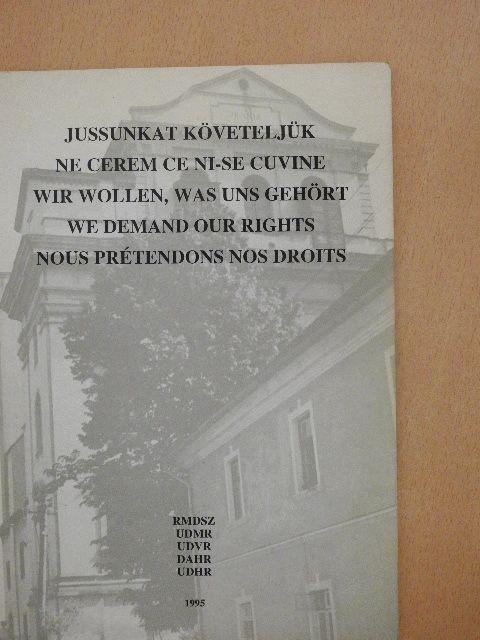 JUSSUNKAT KÖVETELJÜK
NE CEREM CE NI-SE CUVINE
WIR WOLLEN, WAS UNS GEHÖRT
WE DEMAND OUR RIGHTS
NOUS PRÉTENDONS NOS DROITS
RMDSZ
UDMR
UDVR
DAHR
UDHR
1995